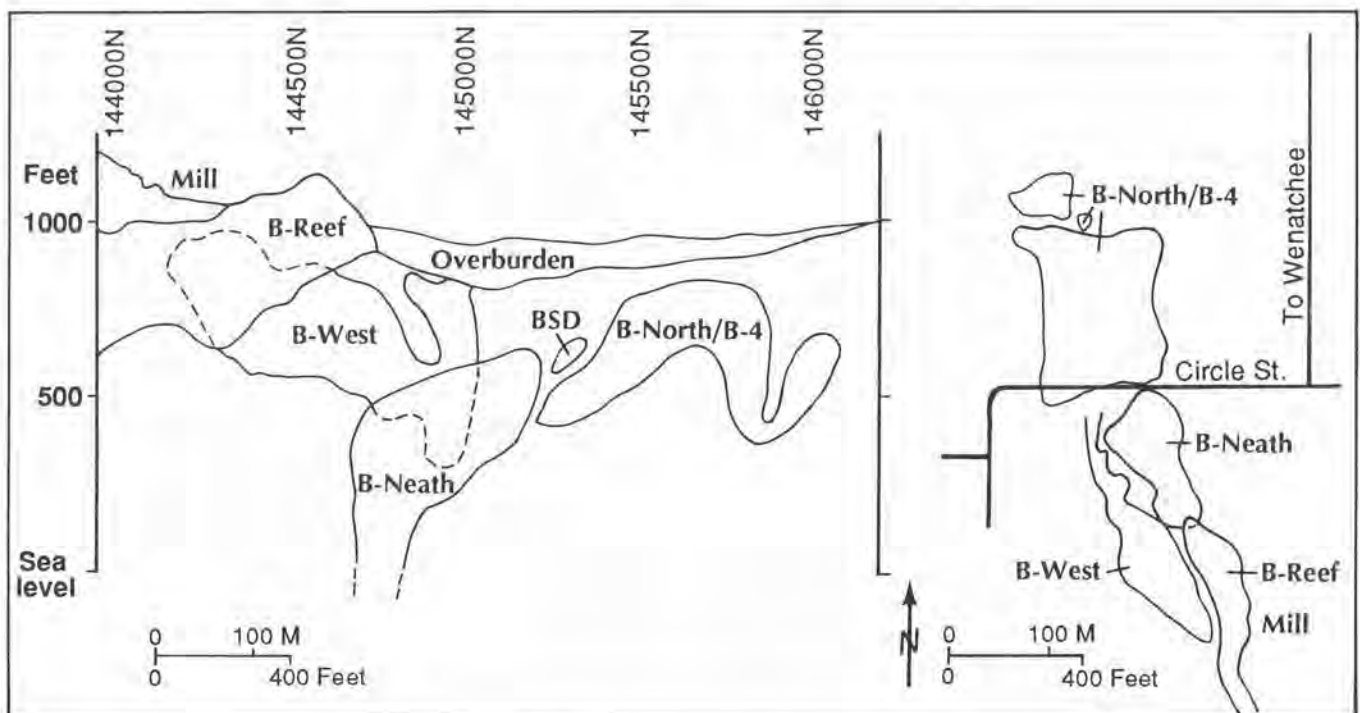 144000N
144500N
145000N
145500N
146000N
Feet
Mill
1000
B-Reef
Overburden
B-West
BSD
B-North/B-4
500
B-Neath
Sea
level
0 100 M
0 400 Feet
N
B-North/B-4
To Wenatchee
Circle St.
B-Neath
B-West
B-Reef
Mill
0 100 M
0 400 Feet